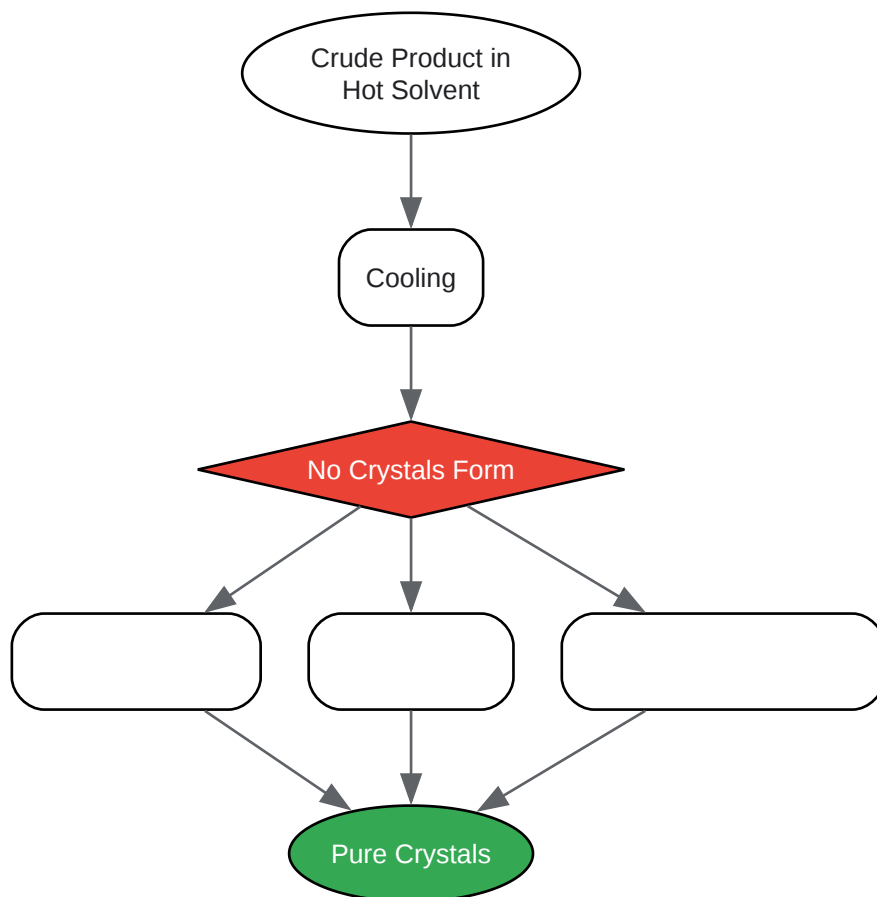 Crude Product in
Hot Solvent
Cooling
No Crystals Form
Pure Crystals